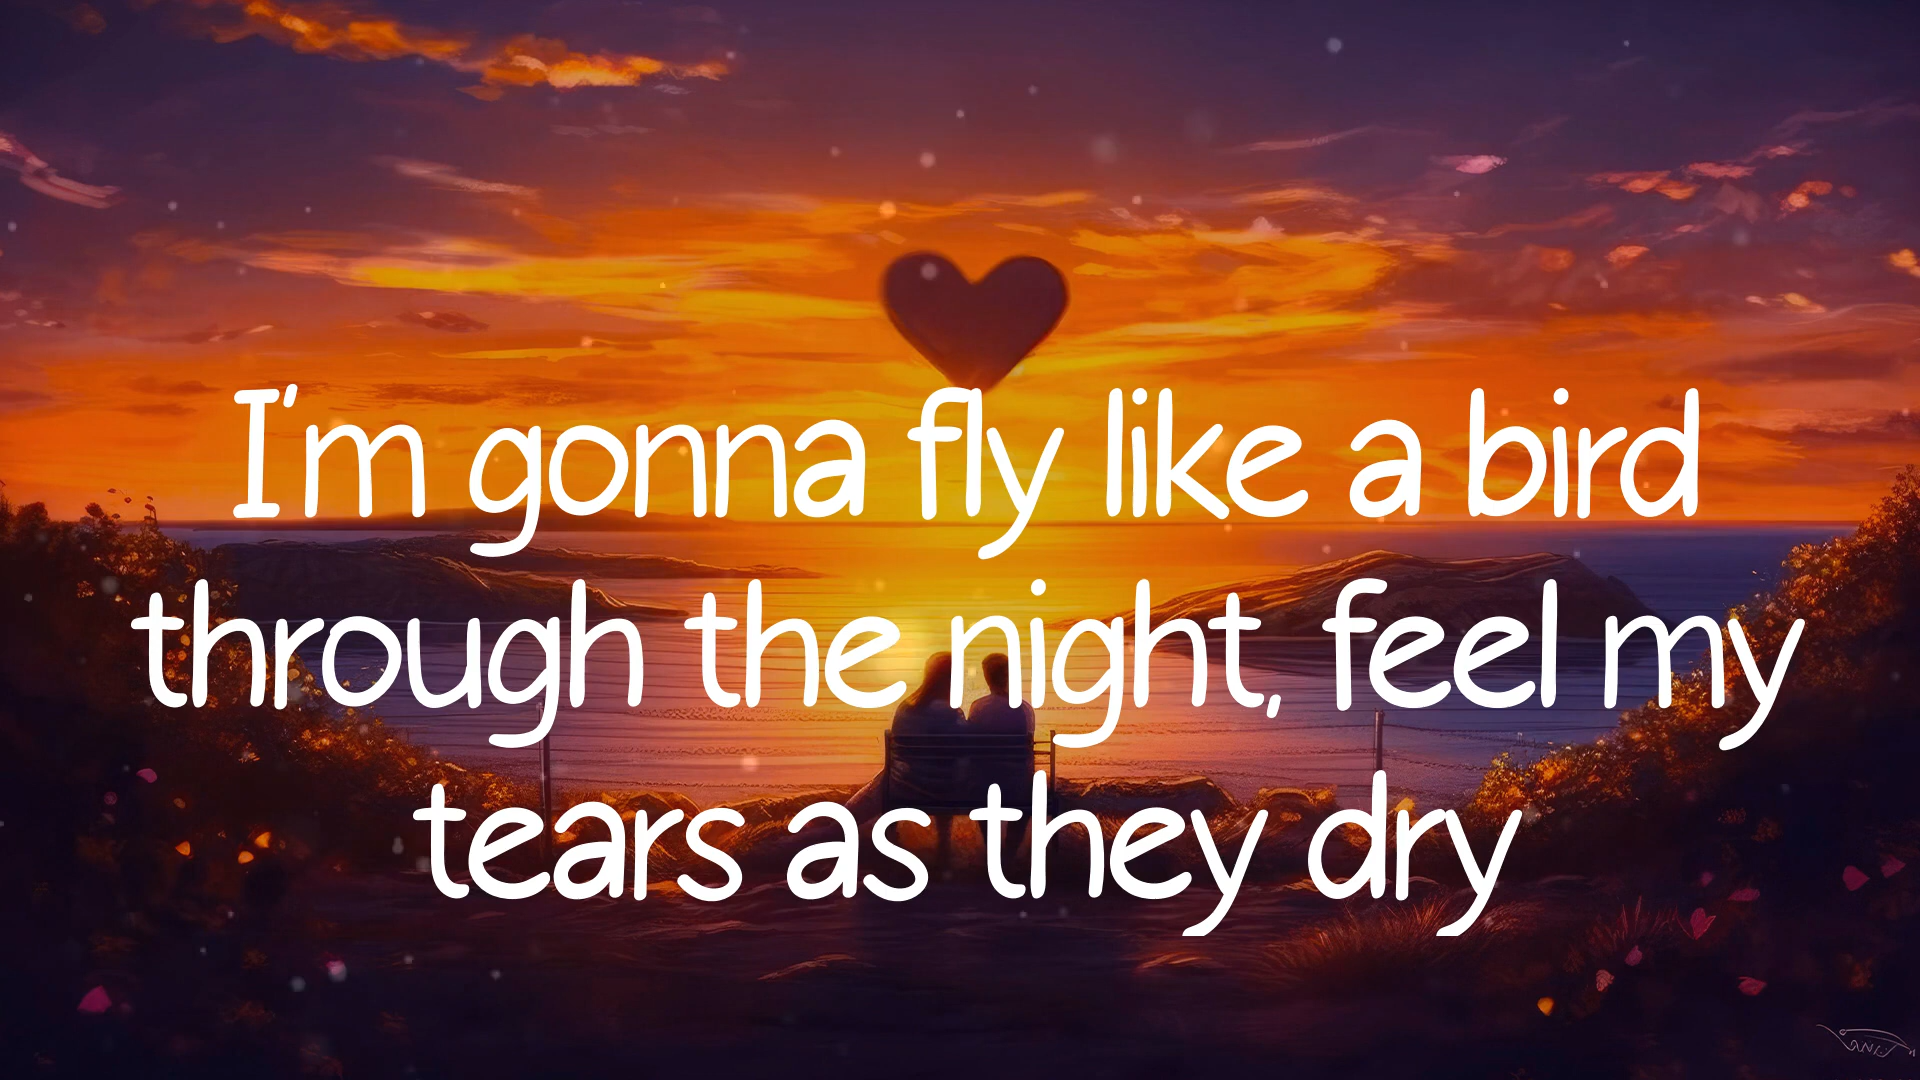 I'm gonna fly like a bird
through the night, feel my
tears as they dry